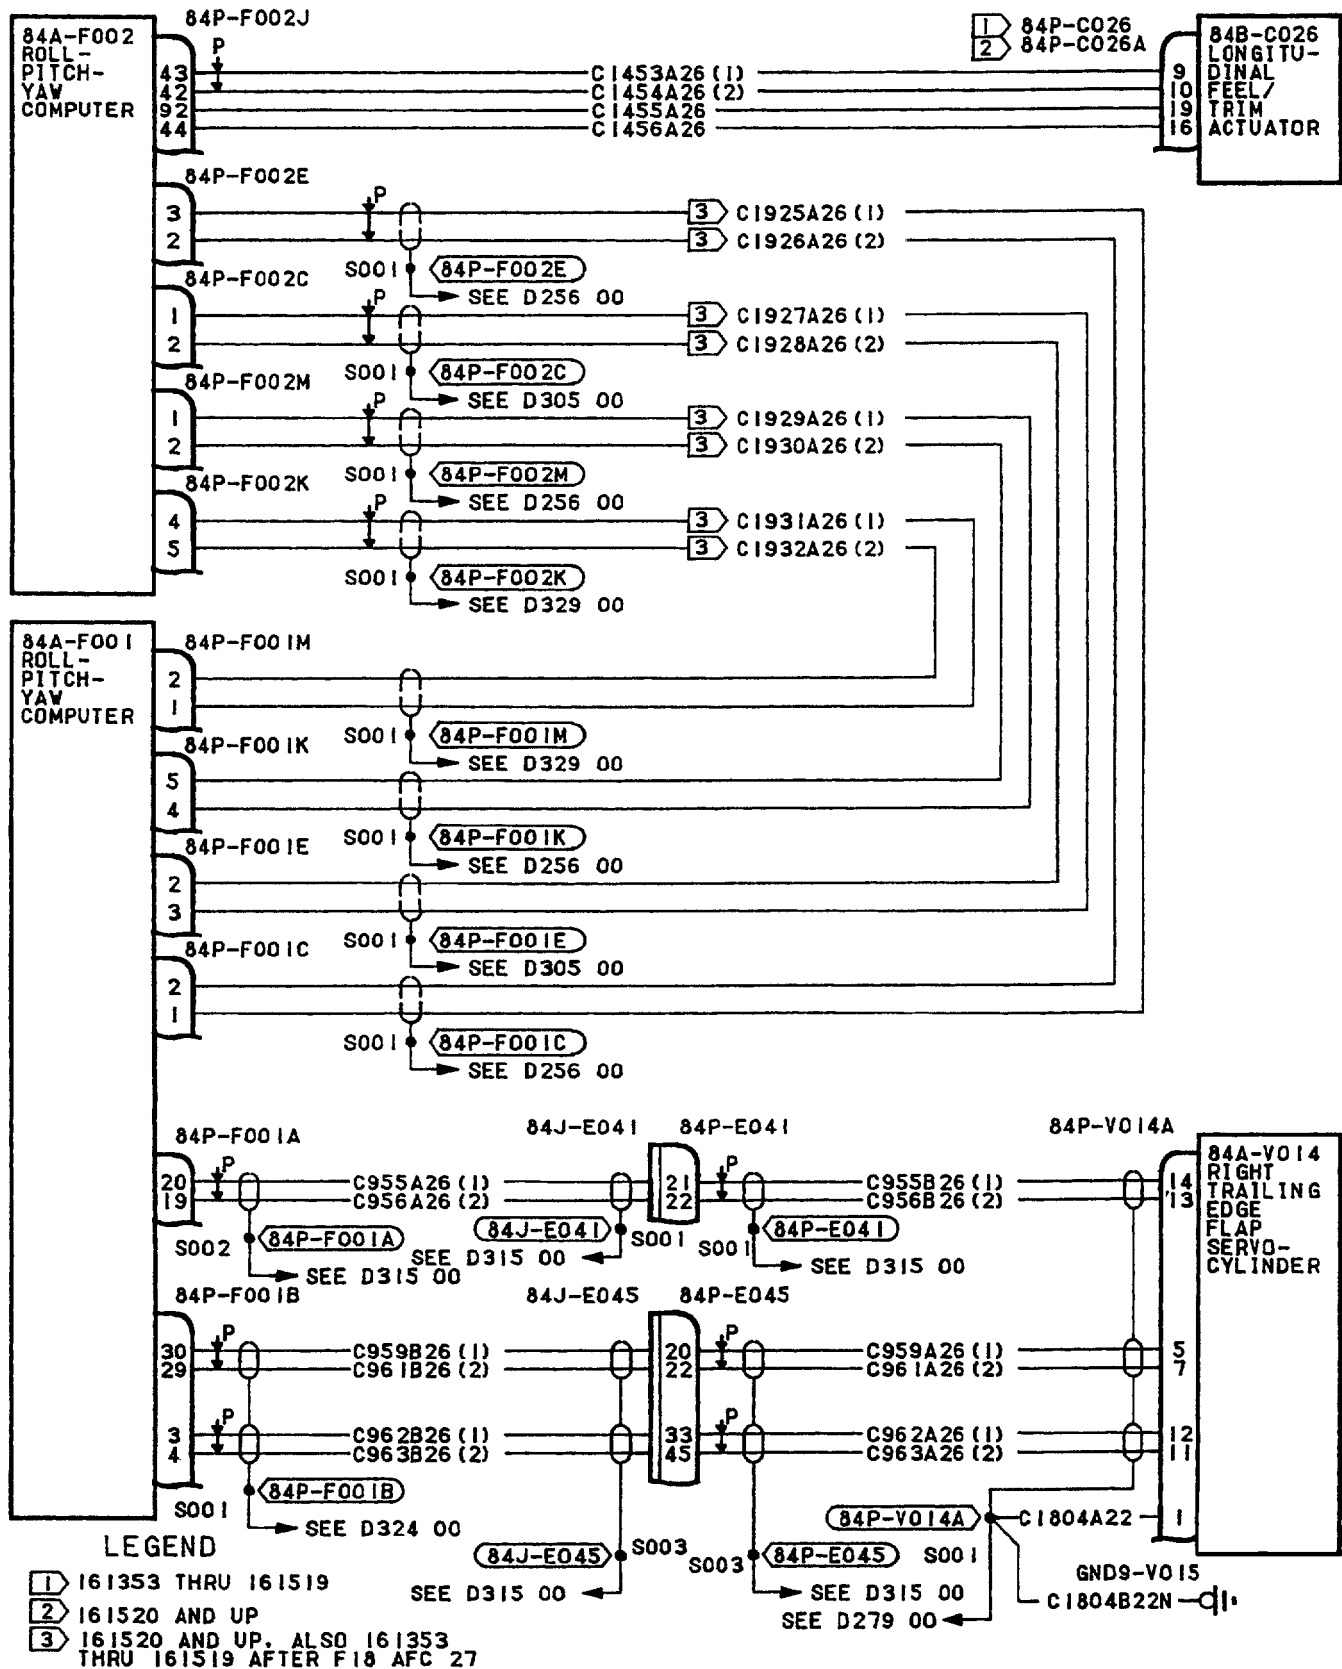 84P-F002J
1 84P-C026
2 84P-C026A
84A-F002
ROLL-
PITCH-
YAW
COMPUTER
84B-C026
LONGITU-
DINAL
FEEL/
TRIM
ACTUATOR
P
43 C1453A26(1) 9
42 C1454A26(2) 10
92 C1455A26 19
44 C1456A26 16
84P-F002E
P
3 3 C1925A26(1)
2 3 C1926A26(2)
S001 84P-F002E
SEE D256 00
84P-F002C
P
1 3 C1927A26(1)
2 3 C1928A26(2)
S001 84P-F002C
SEE D305 00
84P-F002M
P
1 3 C1929A26(1)
2 3 C1930A26(2)
S001 84P-F002M
SEE D256 00
84P-F002K
P
4 3 C1931A26(1)
5 3 C1932A26(2)
S001 84P-F002K
SEE D329 00
84A-F001
ROLL-
PITCH-
YAW
COMPUTER
84P-F001M
2
1
S001 84P-F001M
SEE D329 00
84P-F001K
5
4
S001 84P-F001K
SEE D256 00
84P-F001E
2
3
S001 84P-F001E
SEE D305 00
84P-F001C
2
1
S001 84P-F001C
SEE D256 00
84P-F001A 84J-E041 84P-E041 84P-V014A
84A-V014
RIGHT
TRAILING
EDGE
FLAP
SERVO-
CYLINDER
P P
20 C955A26(1) 21 C955B26(1) 14
19 C956A26(2) 22 C956B26(2) 13
S002 84P-F001A 84J-E041 S001 S001 84P-E041
SEE D315 00 SEE D315 00 SEE D315 00
84P-F001B 84J-E045 84P-E045
P P
30 C959B26(1) 20 C959A26(1) 5
29 C961B26(2) 22 C961A26(2) 7
P P
3 C962B26(1) 33 C962A26(1) 12
4 C963B26(2) 45 C963A26(2) 11
S001 84P-F001B
SEE D324 00
84P-V014A C1804A22 1
84J-E045 S003 S003 84P-E045 S001
SEE D315 00 SEE D315 00
GND9-V015
C1804B22N
SEE D279 00
LEGEND
1 161353 THRU 161519
2 161520 AND UP
3 161520 AND UP. ALSO 161353
THRU 161519 AFTER F18 AFC 27